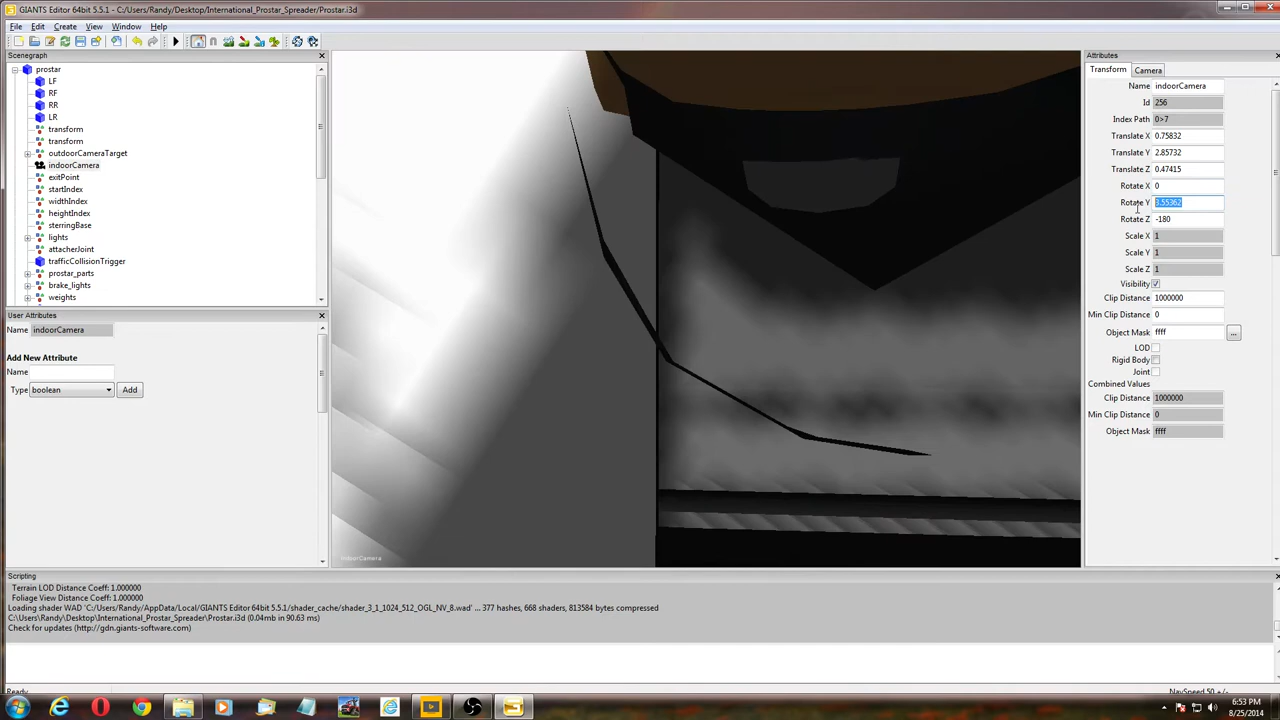 GIANTS Editor 64bit 5.5.1 - C:/Users/Randy/Desktop/International_Prostar_Spreader/Prostar.i3d
File Edit Create View Window Help
Scenegraph
prostar
LF
RF
RR
LR
transform
transform
outdoorCameraTarget
indoorCamera
exitPoint
startIndex
widthIndex
heightIndex
sterringBase
lights
attacherJoint
trafficCollisionTrigger
prostar_parts
brake_lights
weights
User Attributes
Name indoorCamera
Add New Attribute
Name
Type boolean Add
indoorCamera
Attributes
Transform Camera
Name indoorCamera
Id 256
Index Path 0>7
Translate X 0.75832
Translate Y 2.85732
Translate Z 0.47415
Rotate X 0
Rotate Y 3.55362
Rotate Z -180
Scale X 1
Scale Y 1
Scale Z 1
Visibility
Clip Distance 1000000
Min Clip Distance 0
Object Mask ffff ...
LOD
Rigid Body
Joint
Combined Values
Clip Distance 1000000
Min Clip Distance 0
Object Mask ffff
Scripting
Terrain LOD Distance Coeff: 1.000000
Foliage View Distance Coeff: 1.000000
Loading shader WAD 'C:/Users/Randy/AppData/Local/GIANTS Editor 64bit 5.5.1/shader_cache/shader_3_1_1024_512_OGL_NV_8.wad' ... 377 hashes, 668 shaders, 813584 bytes compressed
C:\Users\Randy\Desktop\International_Prostar_Spreader\Prostar.i3d (0.04mb in 90.63 ms)
Check for updates (http://gdn.giants-software.com)
Ready
NavSpeed 50
6:53 PM
8/25/2014